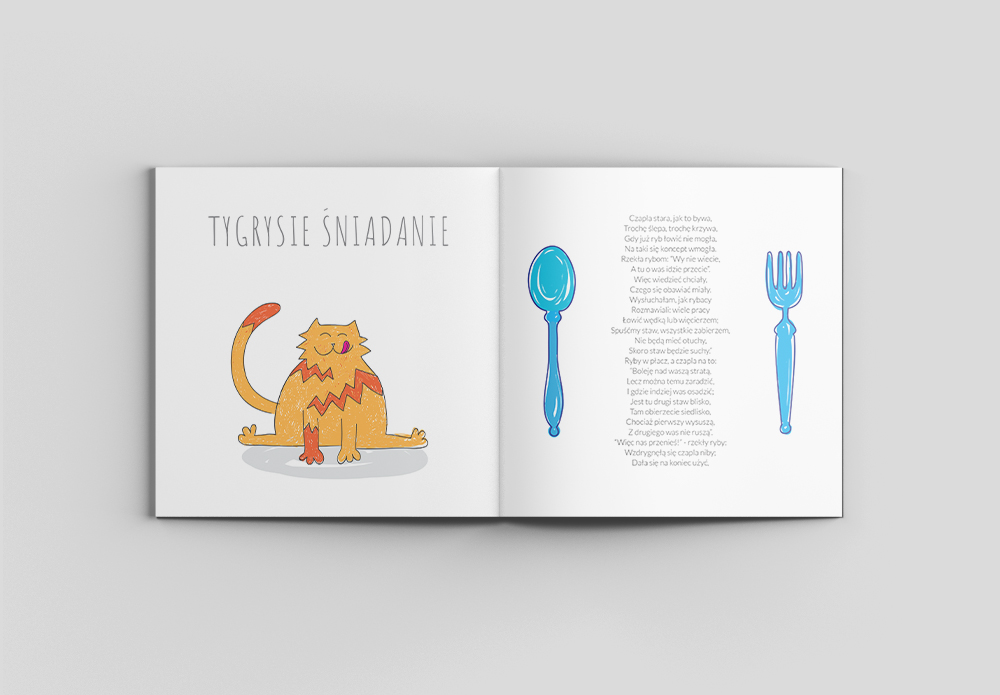 TYGRYSIE ŚNIADANIE
Czapla stara, jak to bywa,
Trochę ślepa, trochę krzywa,
Gdy już ryb łowić nie mogła,
Na taki się koncept wmogła.
Rzekła rybom: "Wy nie wiecie,
A tu o was idzie przecie".
Więc wiedzieć chciały,
Czego się obawiać miały.
Wysłuchałam, jak rybacy
Rozmawiali: wiele pracy
Łowić wędką lub więcierzem;
Spuśćmy staw, wszystkie zabierzem,
Nie będą mieć otuchy,
Skoro staw będzie suchy."
Ryby w płacz, a czapla na to:
"Boleję nad waszą stratą,
Lecz można temu zaradzić,
I gdzie indziej was osadzić;
Jest tu drugi staw blisko,
Tam obierzecie siedlisko,
Chociaż pierwszy wysuszą,
Z drugiego was nie ruszą".
"Więc nas przenieś!" - rzekły ryby:
Wzdrygnęłą się czapla niby;
Dała się na koniec użyć.